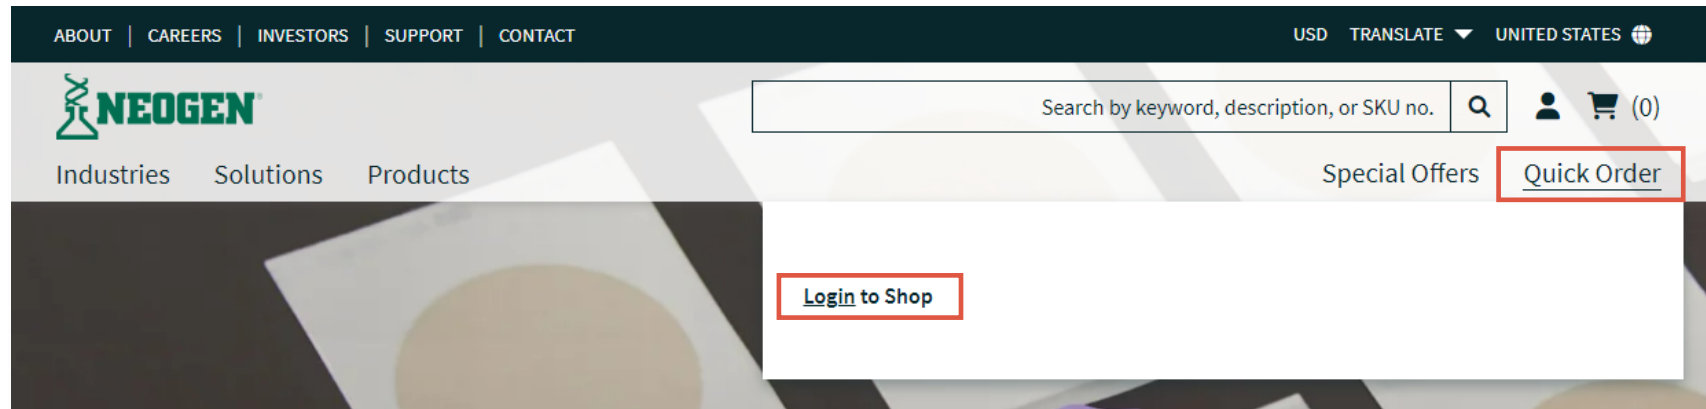 ABOUT | CAREERS | INVESTORS | SUPPORT | CONTACT USD TRANSLATE UNITED STATES
NEOGEN
Search by keyword, description, or SKU no. (0)
Industries Solutions Products Special Offers Quick Order
Login to Shop